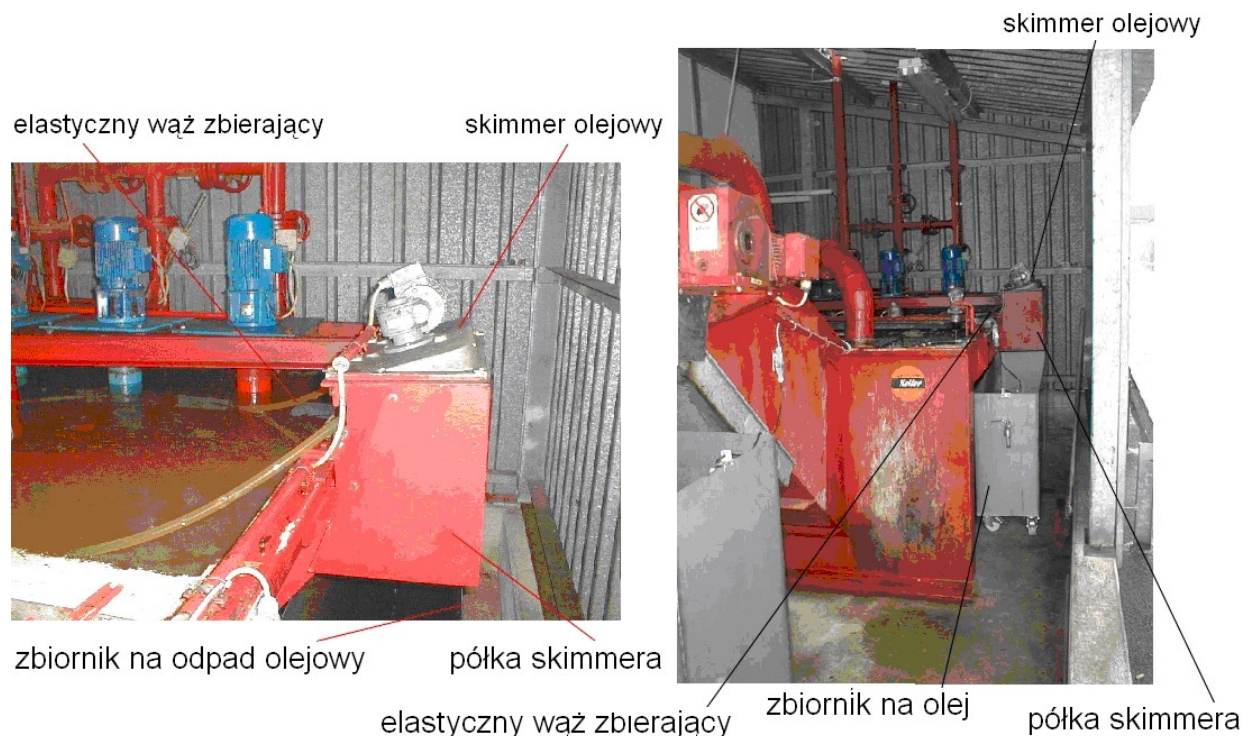 skimmer olejowy
elastyczny wąż zbierający
skimmer olejowy
Keller
zbiornik na odpad olejowy
półka skimmera
elastyczny wąż zbierający
zbiornik na olej
półka skimmera